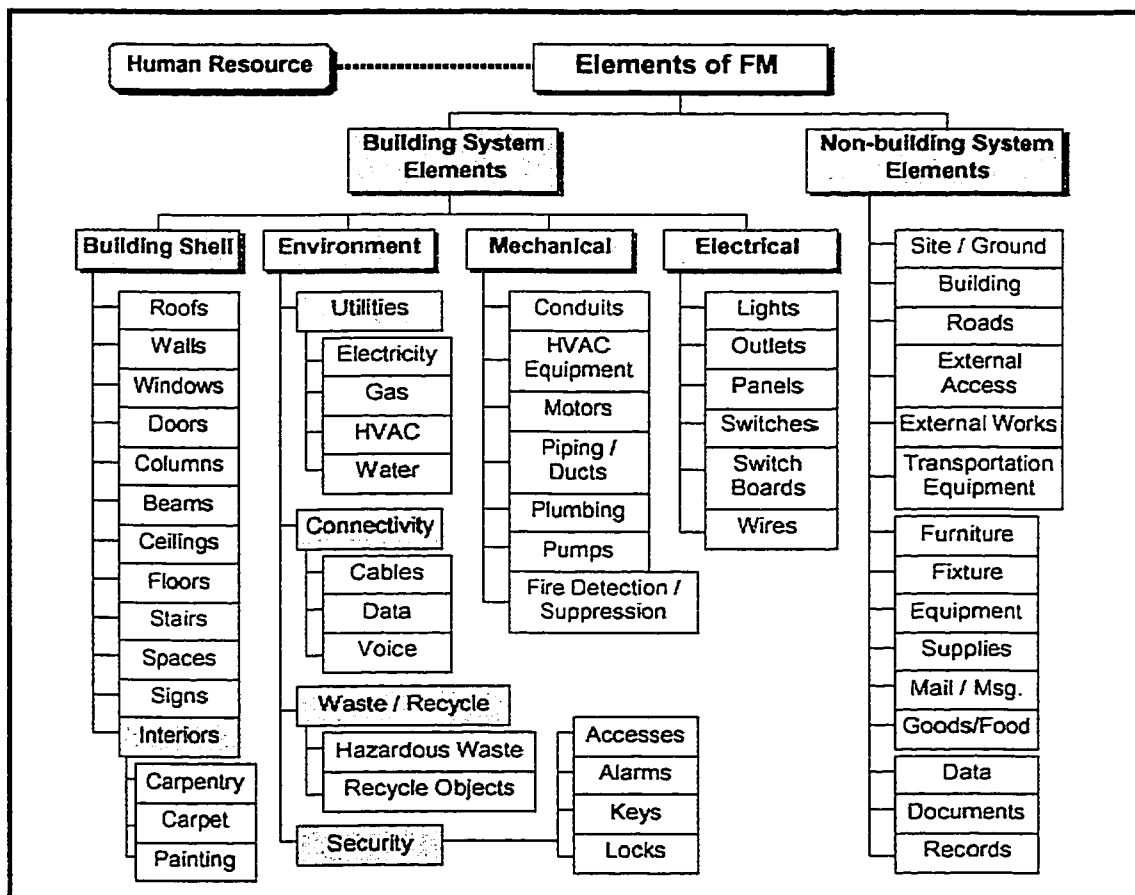 Human Resource
Elements of FM
Building System
Elements
Non-building System
Elements
Building Shell
Roofs
Walls
Windows
Doors
Columns
Beams
Ceilings
Floors
Stairs
Spaces
Signs
Interiors
Carpentry
Carpet
Painting
Environment
Utilities
Electricity
Gas
HVAC
Water
Connectivity
Cables
Data
Voice
Waste / Recycle
Hazardous Waste
Recycle Objects
Security
Accesses
Alarms
Keys
Locks
Mechanical
Conduits
HVAC
Equipment
Motors
Piping /
Ducts
Plumbing
Pumps
Fire Detection /
Suppression
Electrical
Lights
Outlets
Panels
Switches
Switch
Boards
Wires
Site / Ground
Building
Roads
External
Access
External Works
Transportation
Equipment
Furniture
Fixture
Equipment
Supplies
Mail / Msg.
Goods/Food
Data
Documents
Records